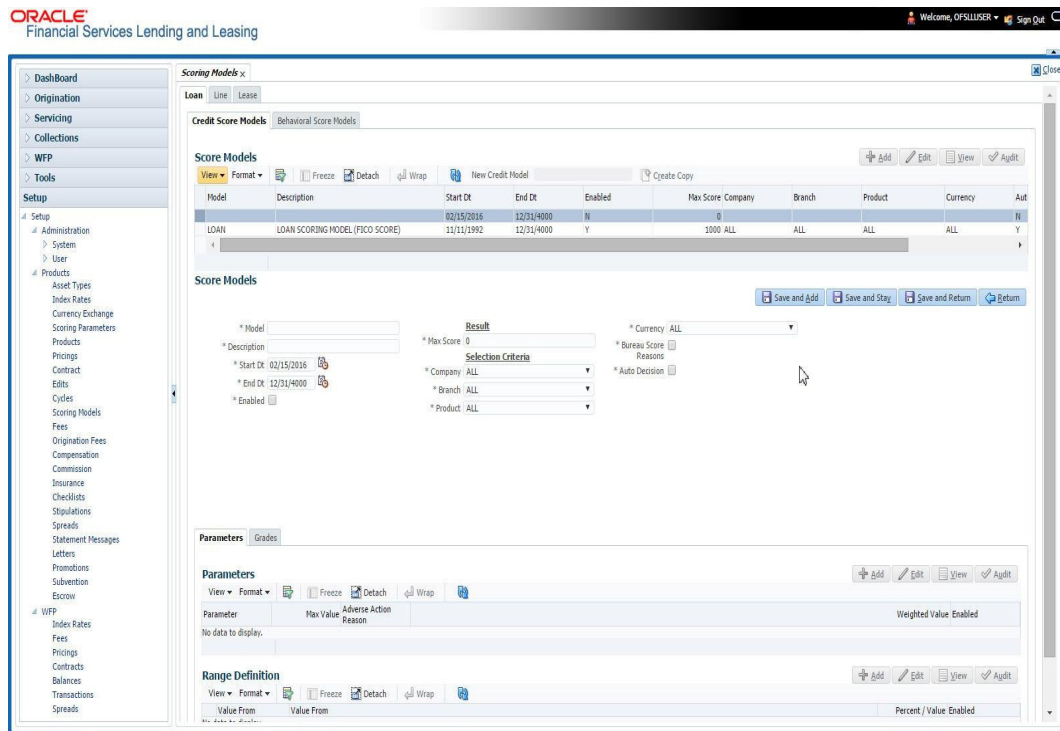 ORACLE
Financial Services Lending and Leasing
Welcome, OFSLLUSER
Sign Out
Close
DashBoard
Origination
Servicing
Collections
WFP
Tools
Setup
Setup
Administration
System
User
Products
Asset Types
Index Rates
Currency Exchange
Scoring Parameters
Products
Pricings
Contract
Edits
Cycles
Scoring Models
Fees
Origination Fees
Compensation
Commission
Insurance
Checklists
Stipulations
Spreads
Statement Messages
Letters
Promotions
Subvention
Escrow
WFP
Index Rates
Fees
Pricings
Contracts
Balances
Transactions
Spreads
Scoring Models x
Loan Line Lease
Credit Score Models Behavioral Score Models
Score Models
Add Edit View Audit
View Format Freeze Detach Wrap New Credit Model Create Copy
Model Description Start Dt End Dt Enabled Max Score Company Branch Product Currency Aut
02/15/2016 12/31/4000 N 0 N
LOAN LOAN SCORING MODEL (FICO SCORE) 11/11/1992 12/31/4000 Y 1000 ALL ALL ALL ALL Y
Score Models
Save and Add Save and Stay Save and Return Return
* Model
* Description
* Start Dt 02/15/2016
* End Dt 12/31/4000
* Enabled
Result
* Max Score 0
Selection Criteria
* Company ALL
* Branch ALL
* Product ALL
* Currency ALL
* Bureau Score Reasons
* Auto Decision
Parameters Grades
Parameters
Add Edit View Audit
View Format Freeze Detach Wrap
Parameter Max Value Adverse Action Reason Weighted Value Enabled
No data to display.
Range Definition
Add Edit View Audit
View Format Freeze Detach Wrap
Value From Value From Percent / Value Enabled